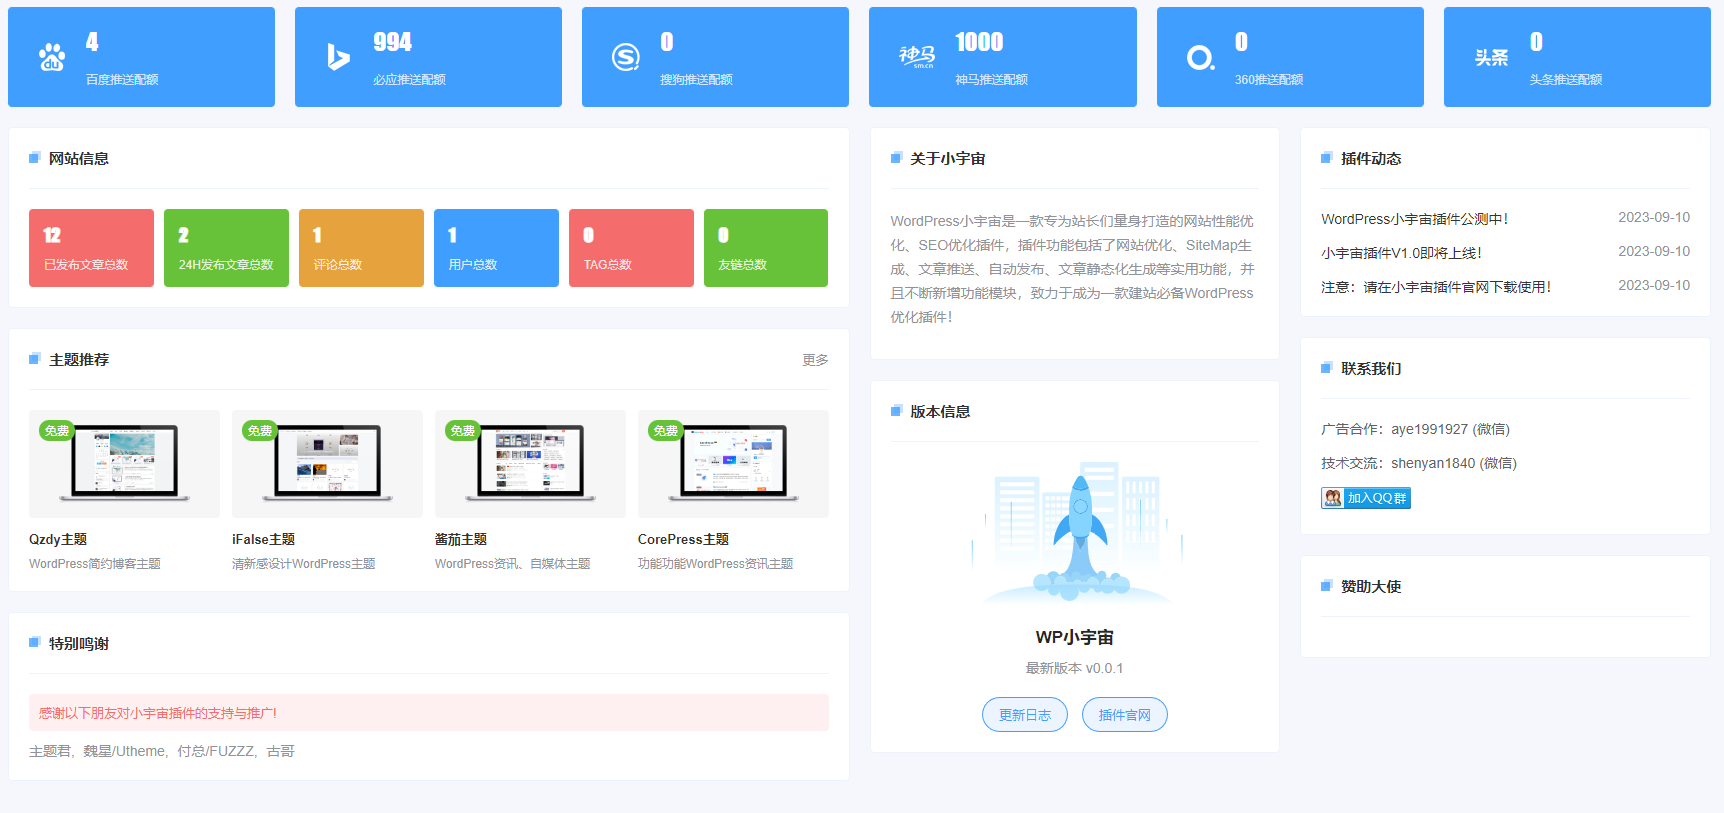 4
百度推送配额
994
必应推送配额
0
搜狗推送配额
1000
神马推送配额
0
360推送配额
0
头条推送配额
du
神马
sm.cn
头条
网站信息
12
已发布文章总数
2
24H发布文章总数
1
评论总数
1
用户总数
0
TAG总数
0
友链总数
主题推荐
更多
免费
免费
免费
免费
Qzdy主题
WordPress简约博客主题
iFalse主题
清新感设计WordPress主题
酱茄主题
WordPress资讯、自媒体主题
CorePress主题
功能功能WordPress资讯主题
特别鸣谢
感谢以下朋友对小宇宙插件的支持与推广!
主题君，魏星/Utheme，付总/FUZZZ，古哥
关于小宇宙
WordPress小宇宙是一款专为站长们量身打造的网站性能优
化、SEO优化插件，插件功能包括了网站优化、SiteMap生
成、文章推送、自动发布、文章静态化生成等实用功能，并
且不断新增功能模块，致力于成为一款建站必备WordPress
优化插件！
版本信息
WP小宇宙
最新版本 v0.0.1
更新日志
插件官网
插件动态
WordPress小宇宙插件公测中！
2023-09-10
小宇宙插件V1.0即将上线！
2023-09-10
注意：请在小宇宙插件官网下载使用！
2023-09-10
联系我们
广告合作：aye1991927 (微信)
技术交流：shenyan1840 (微信)
加入QQ群
赞助大使